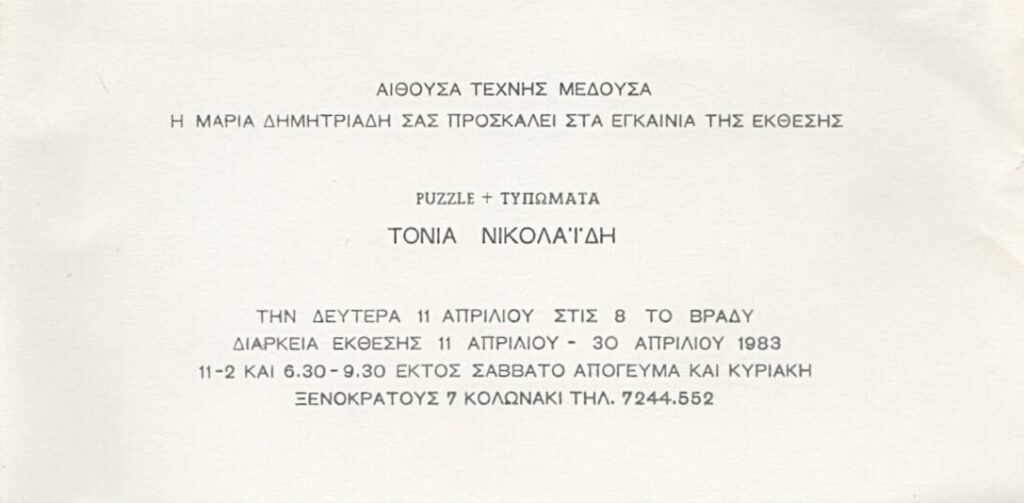 ΑΙΘΟΥΣΑ ΤΕΧΝΗΣ ΜΕΔΟΥΣΑ
Η ΜΑΡΙΑ ΔΗΜΗΤΡΙΑΔΗ ΣΑΣ ΠΡΟΣΚΑΛΕΙ ΣΤΑ ΕΓΚΑΙΝΙΑ ΤΗΣ ΕΚΘΕΣΗΣ
PUZZLE + ΤΥΠΩΜΑΤΑ
ΤΟΝΙΑ ΝΙΚΟΛΑΪΔΗ
ΤΗΝ ΔΕΥΤΕΡΑ 11 ΑΠΡΙΛΙΟΥ ΣΤΙΣ 8 ΤΟ ΒΡΑΔΥ
ΔΙΑΡΚΕΙΑ ΕΚΘΕΣΗΣ 11 ΑΠΡΙΛΙΟΥ - 30 ΑΠΡΙΛΙΟΥ 1983
11-2 ΚΑΙ 6.30-9.30 ΕΚΤΟΣ ΣΑΒΒΑΤΟ ΑΠΟΓΕΥΜΑ ΚΑΙ ΚΥΡΙΑΚΗ
ΞΕΝΟΚΡΑΤΟΥΣ 7 ΚΟΛΩΝΑΚΙ ΤΗΛ. 7244.552